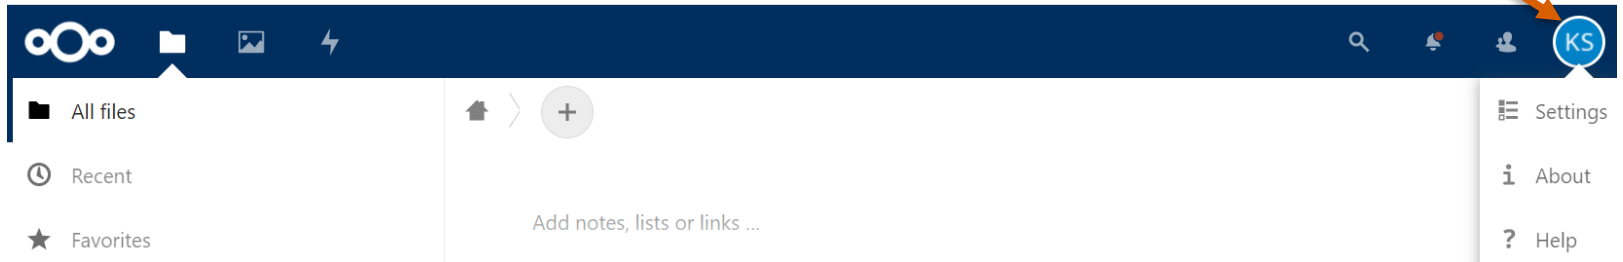 KS
All files
Settings
Recent
About
Add notes, lists or links ...
Favorites
Help